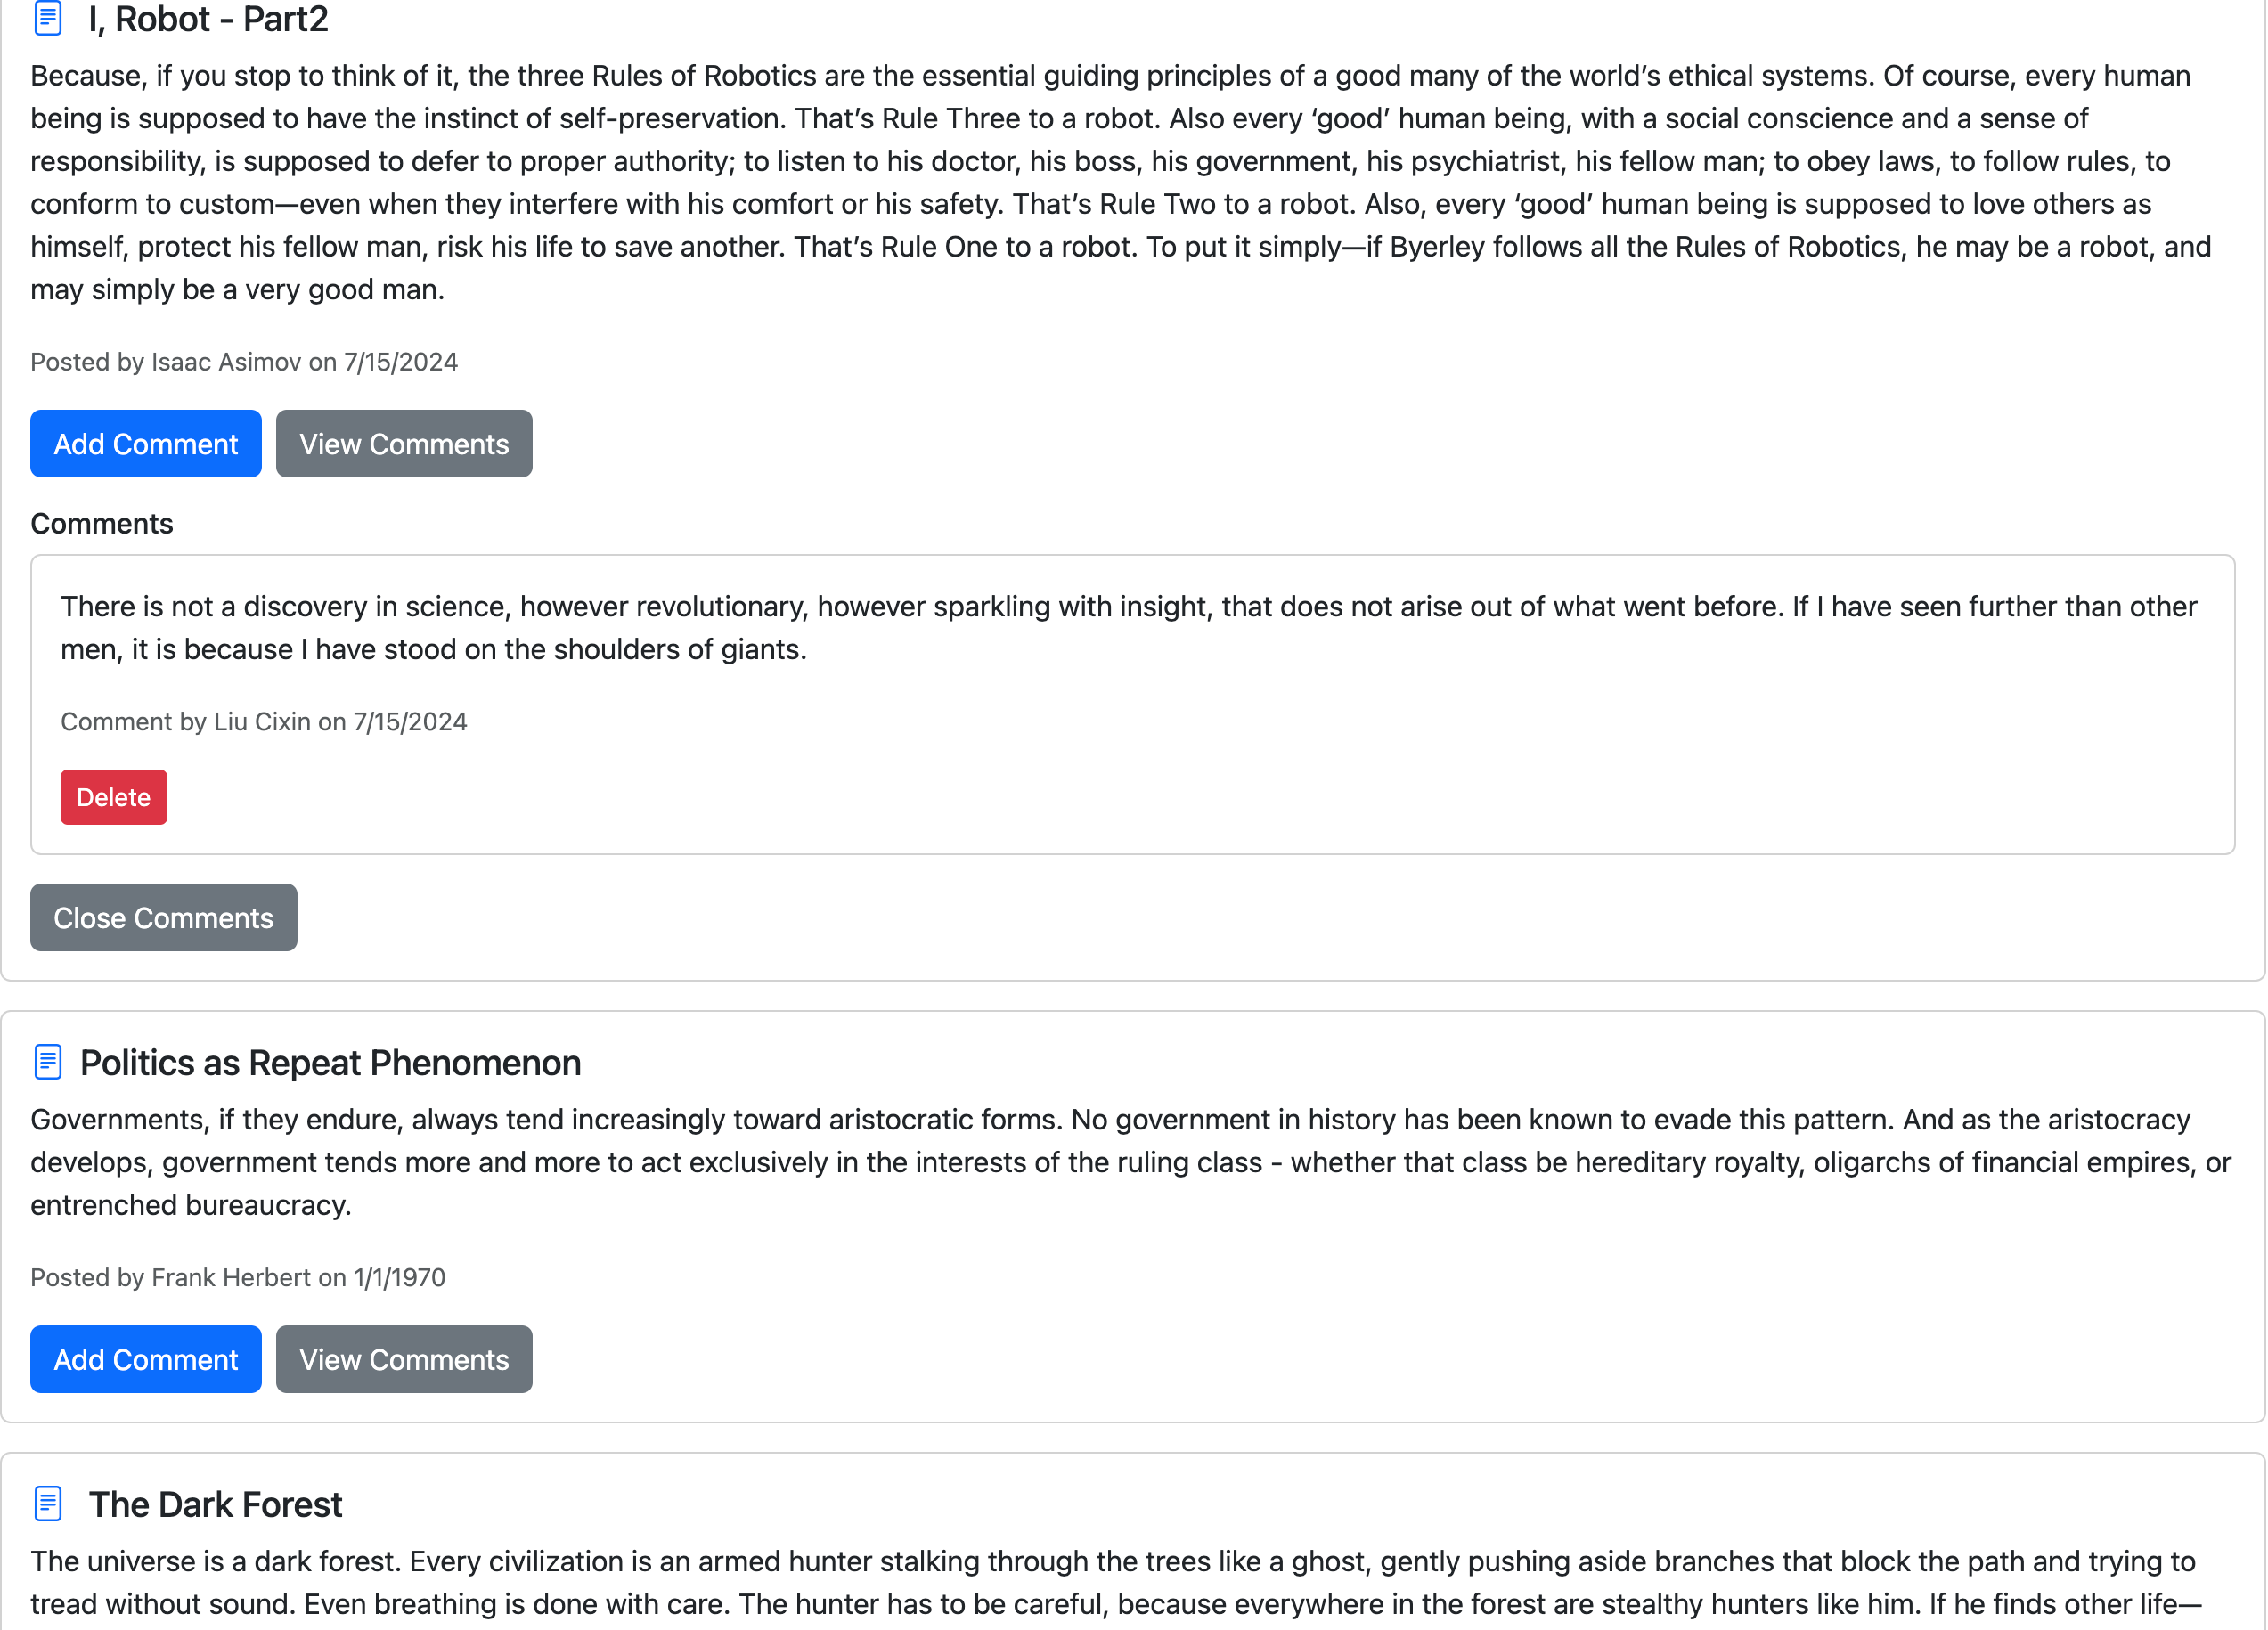 I, Robot - Part2
Because, if you stop to think of it, the three Rules of Robotics are the essential guiding principles of a good many of the world’s ethical systems. Of course, every human
being is supposed to have the instinct of self-preservation. That’s Rule Three to a robot. Also every ‘good’ human being, with a social conscience and a sense of
responsibility, is supposed to defer to proper authority; to listen to his doctor, his boss, his government, his psychiatrist, his fellow man; to obey laws, to follow rules, to
conform to custom—even when they interfere with his comfort or his safety. That’s Rule Two to a robot. Also, every ‘good’ human being is supposed to love others as
himself, protect his fellow man, risk his life to save another. That’s Rule One to a robot. To put it simply—if Byerley follows all the Rules of Robotics, he may be a robot, and
may simply be a very good man.
Posted by Isaac Asimov on 7/15/2024
Add Comment View Comments
Comments
There is not a discovery in science, however revolutionary, however sparkling with insight, that does not arise out of what went before. If I have seen further than other
men, it is because I have stood on the shoulders of giants.
Comment by Liu Cixin on 7/15/2024
Delete
Close Comments
Politics as Repeat Phenomenon
Governments, if they endure, always tend increasingly toward aristocratic forms. No government in history has been known to evade this pattern. And as the aristocracy
develops, government tends more and more to act exclusively in the interests of the ruling class - whether that class be hereditary royalty, oligarchs of financial empires, or
entrenched bureaucracy.
Posted by Frank Herbert on 1/1/1970
Add Comment View Comments
The Dark Forest
The universe is a dark forest. Every civilization is an armed hunter stalking through the trees like a ghost, gently pushing aside branches that block the path and trying to
tread without sound. Even breathing is done with care. The hunter has to be careful, because everywhere in the forest are stealthy hunters like him. If he finds other life—